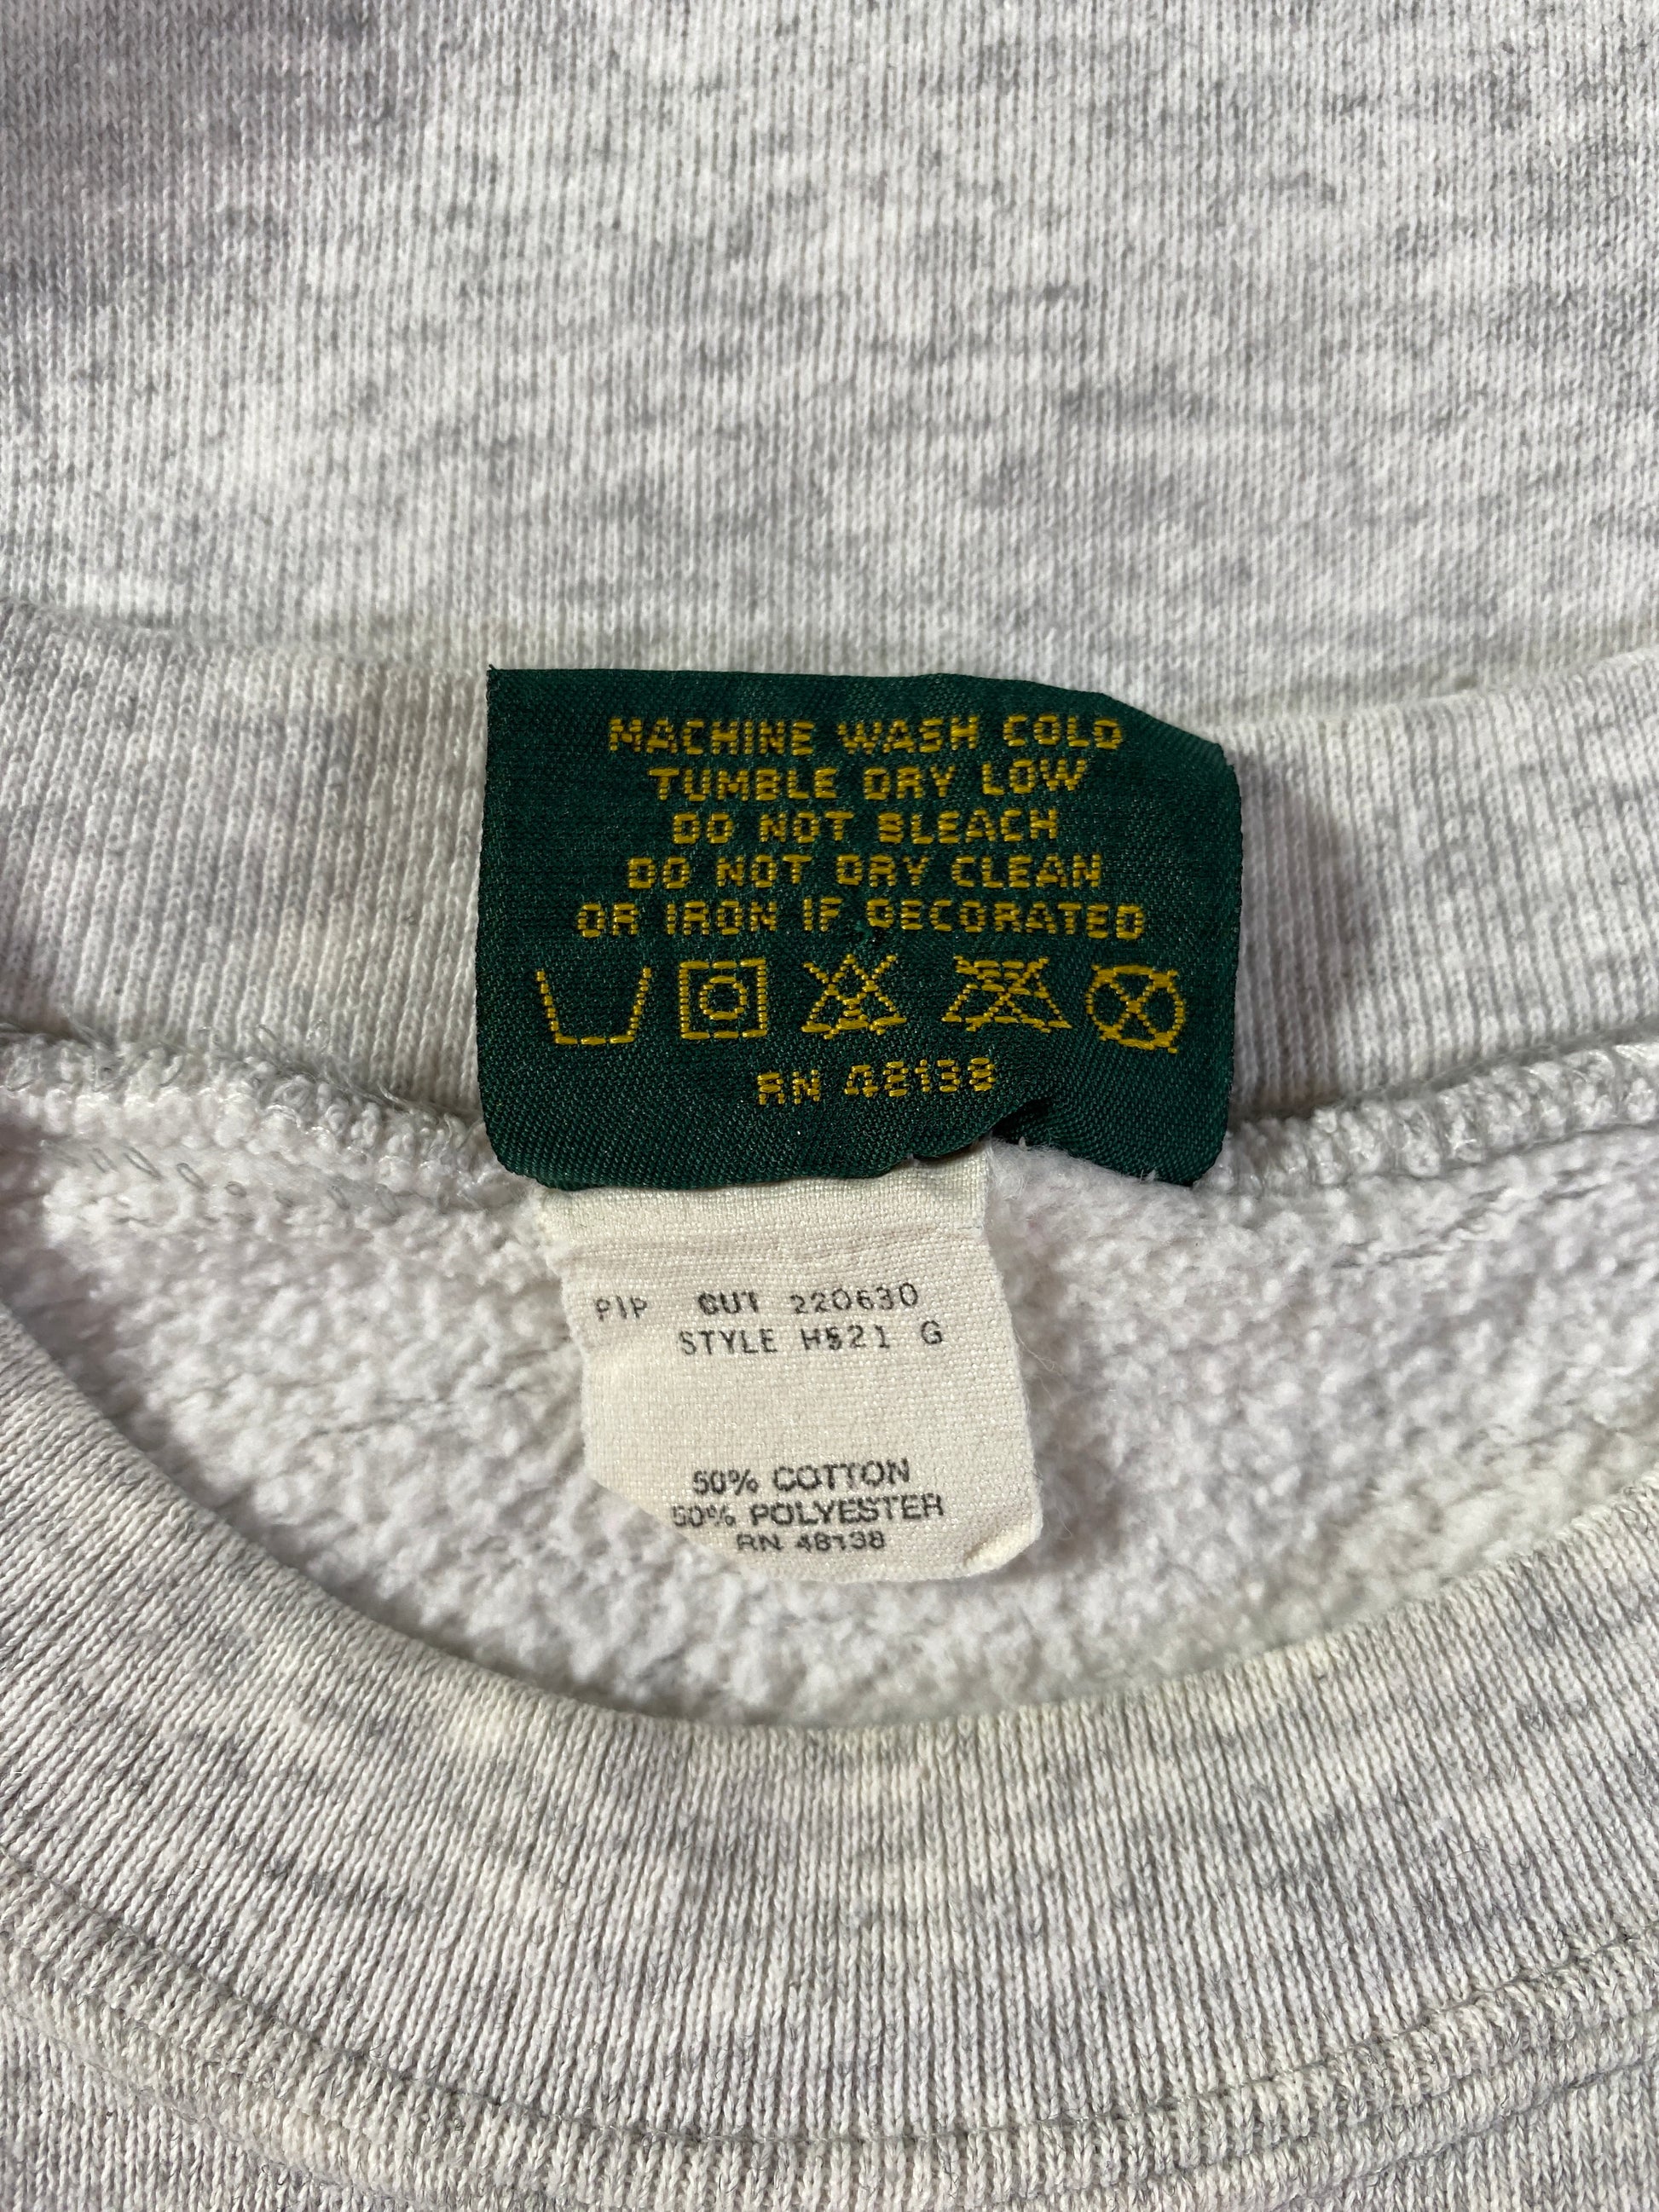 MACHINE WASH COLD
TUMBLE DRY LOW
DO NOT BLEACH
DO NOT DRY CLEAN
OR IRON IF DECORATED
RN 48138
PIP CUT 220630
STYLE H521 G
50% COTTON
50% POLYESTER
RN 48138